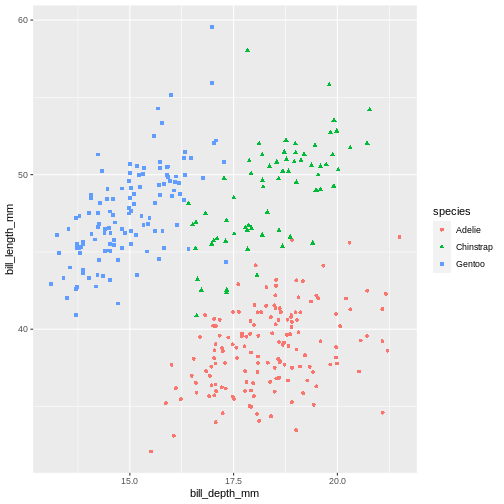 60
50
40
bill_length_mm
15.0
17.5
20.0
bill_depth_mm
species
Adelie
Chinstrap
Gentoo